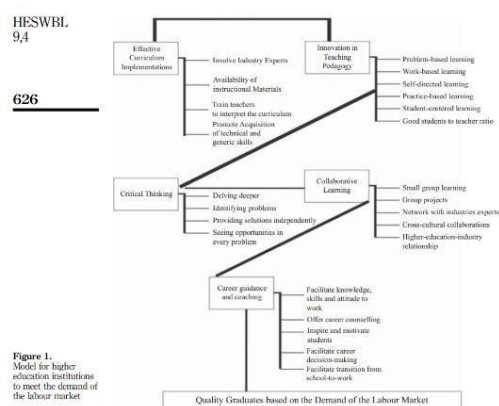 HESWBL
9,4
626
Effective
Curriculum
Implementations
Involve Industry Experts
Availability of
instructional Materials
Train teachers
to interpret the curriculum
Promote Acquisition
of technical and
generic skills
Innovation in
Teaching
Pedagogy
Problem-based learning
Work-based learning
Self-directed learning
Practice-based learning
Student-centered learning
Good students to teacher ratio
Critical Thinking
Delving deeper
Identifying problems
Providing solutions independently
Seeing opportunities in
every problem
Collaborative
Learning
Small group learning
Group projects
Network with industries experts
Cross-cultural collaborations
Higher-education-industry
relationship
Career guidance
and coaching
Facilitate knowledge,
skills and attitude to
work
Offer career counselling
Inspire and motivate
students
Facilitate career
decision-making
Facilitate transition from
school-to-work
Quality Graduates based on the Demand of the Labour Market
Figure 1.
Model for higher
education institutions
to meet the demand of
the labour market